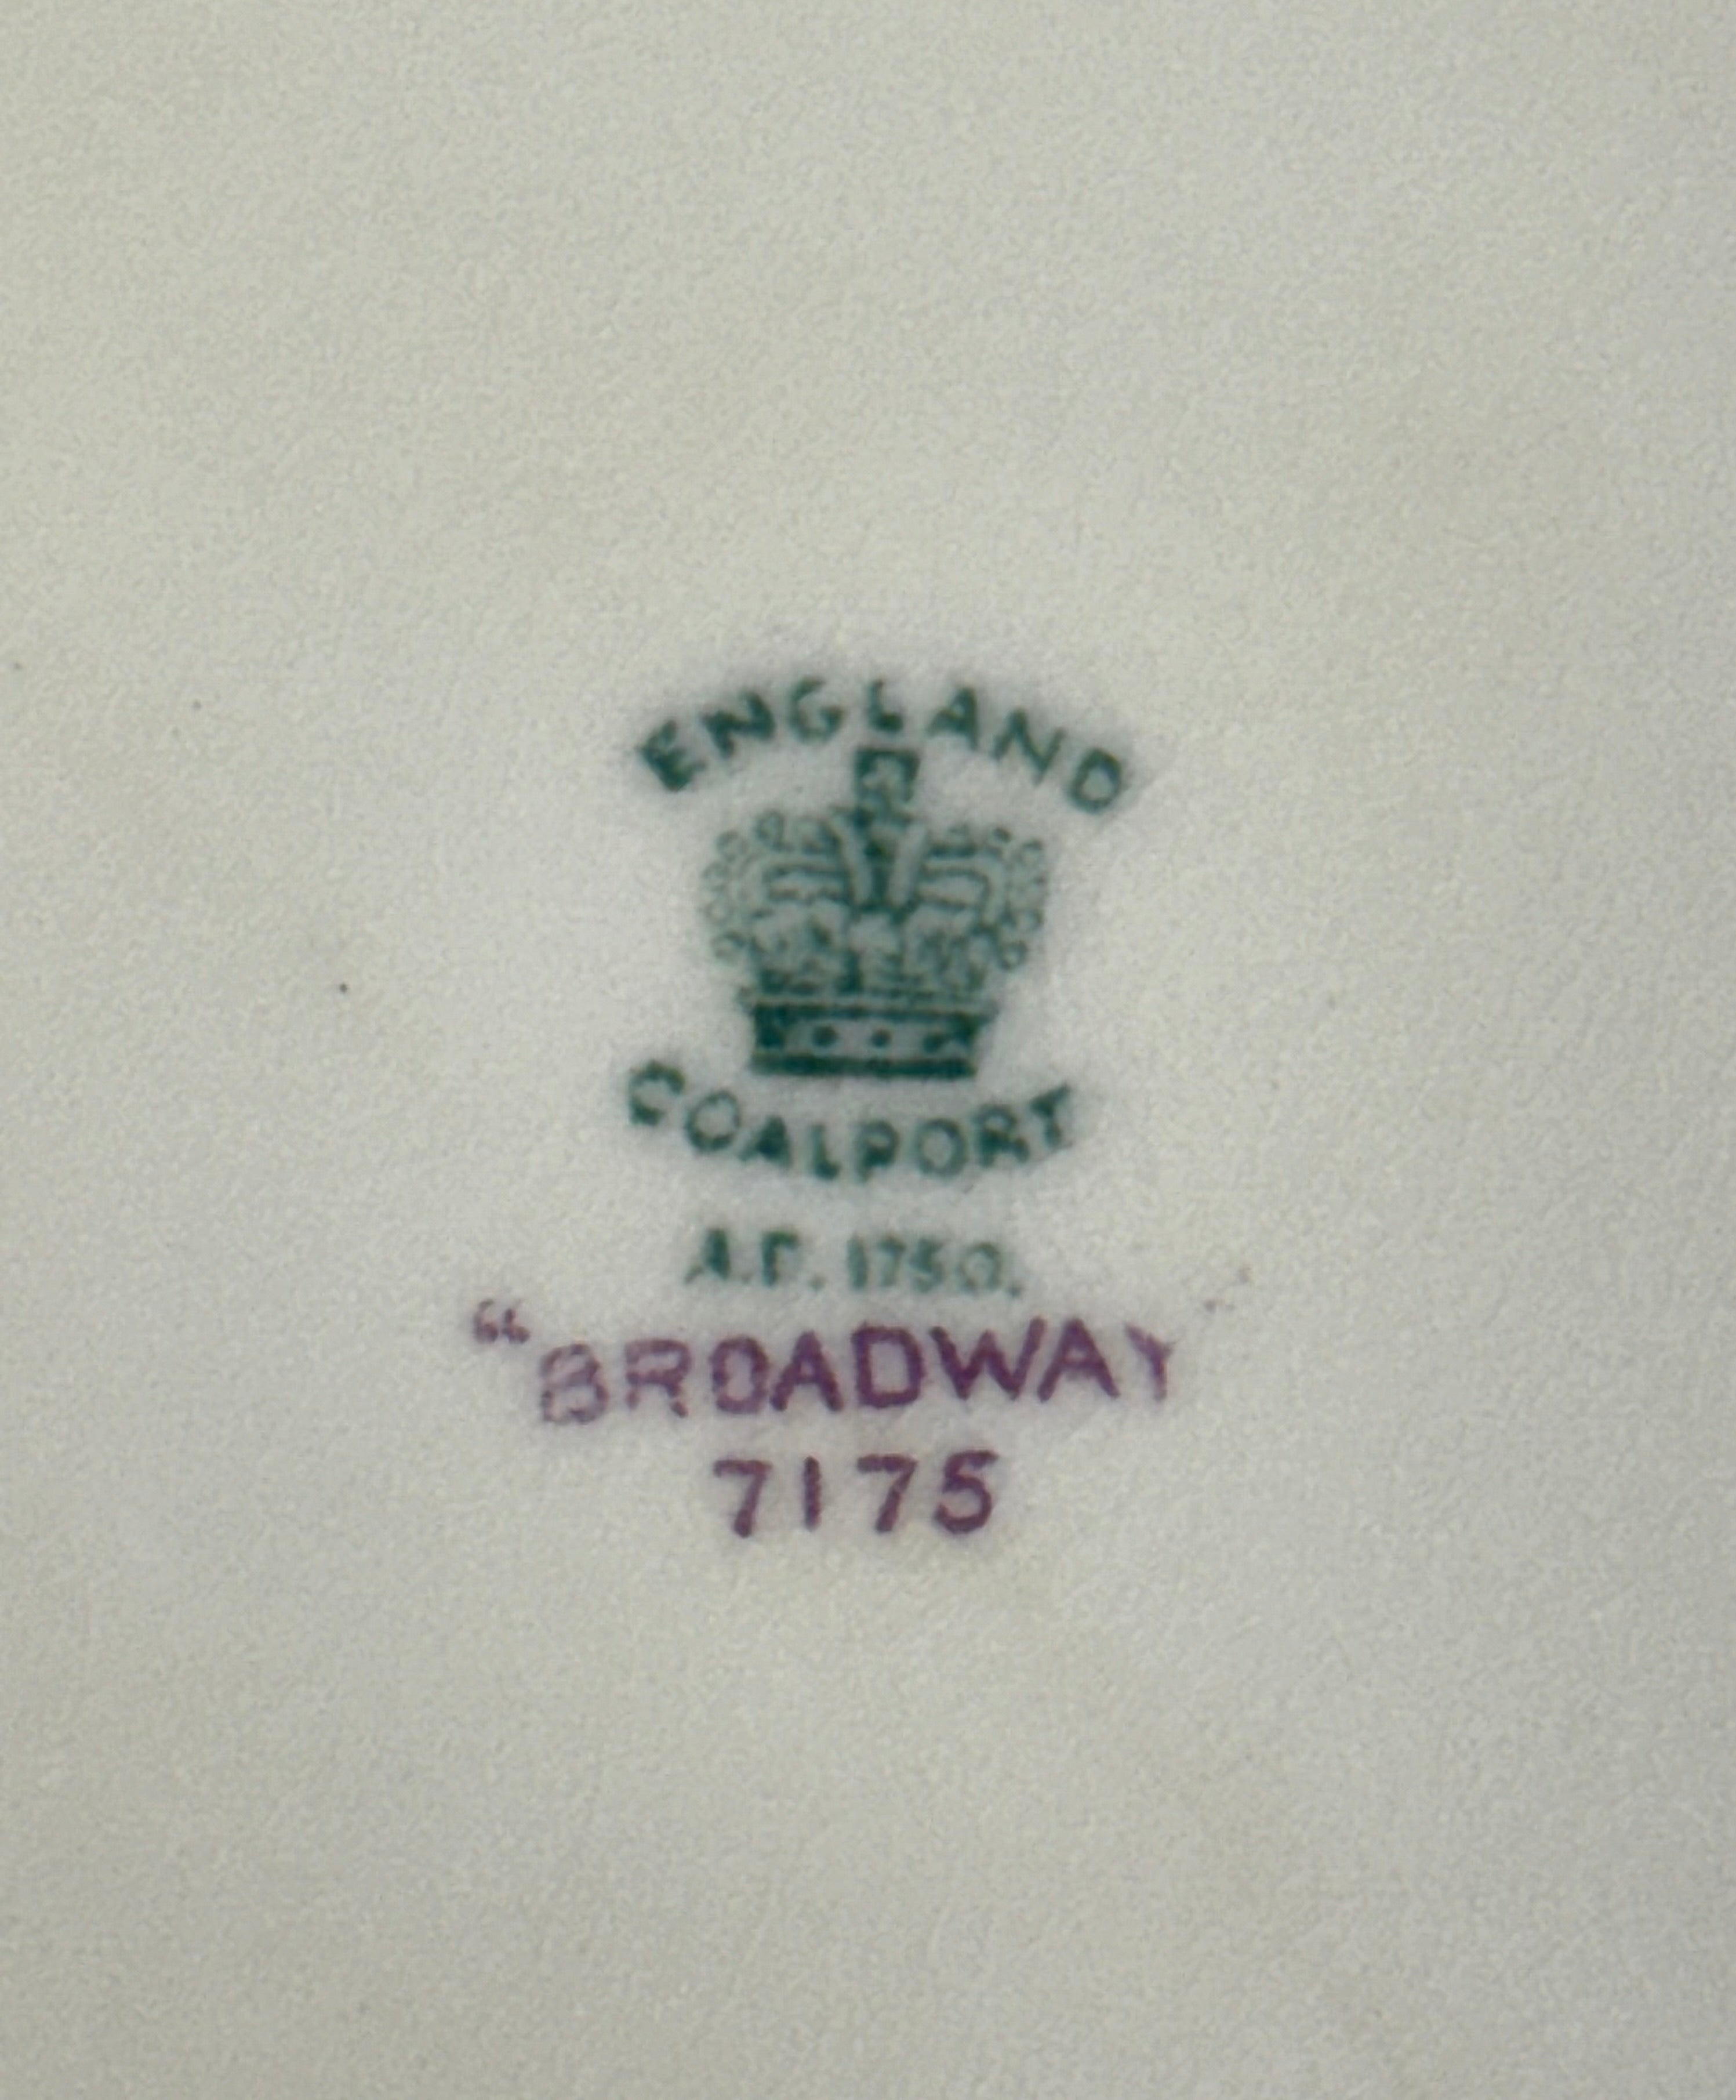 ENGLAND
COALPORT
A.D. 1750.
"BROADWAY"
7175